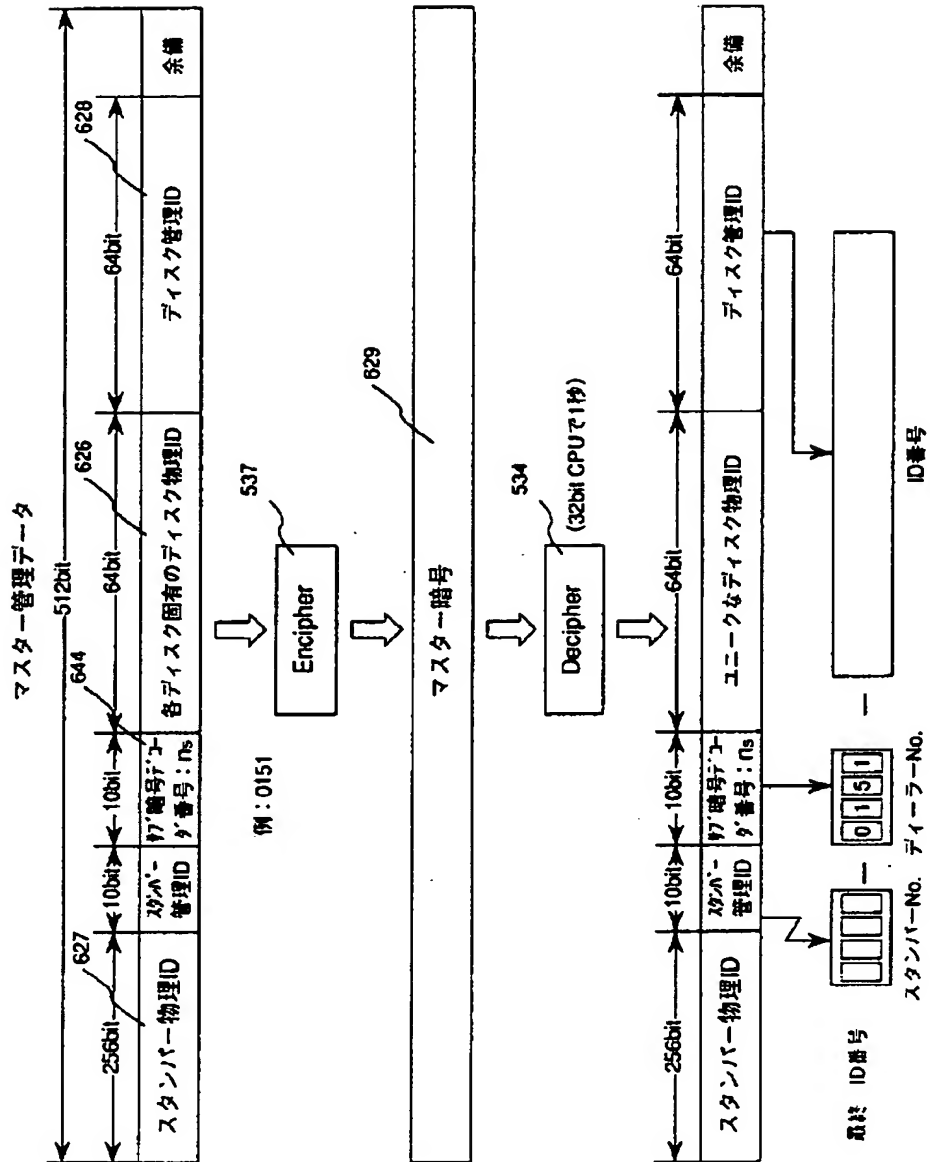 マスター管理データ
512bit
256bit
10bit
10bit
64bit
64bit
627
644
626
628
スタンパー物理ID
スタンパー
管理ID
サブ暗号デコー
ダ番号:ns
各ディスク固有のディスク物理ID
ディスク管理ID
余備
例:0151
Encipher
537
マスター暗号
629
Decipher
534
(32bit CPUで1秒)
256bit
10bit
10bit
64bit
64bit
スタンパー物理ID
スタンパー
管理ID
サブ暗号デコー
ダ番号:ns
ユニークなディスク物理ID
ディスク管理ID
余備
最終 ID番号
—
0151
—
スタンパーNo.
ディーラーNo.
ID番号